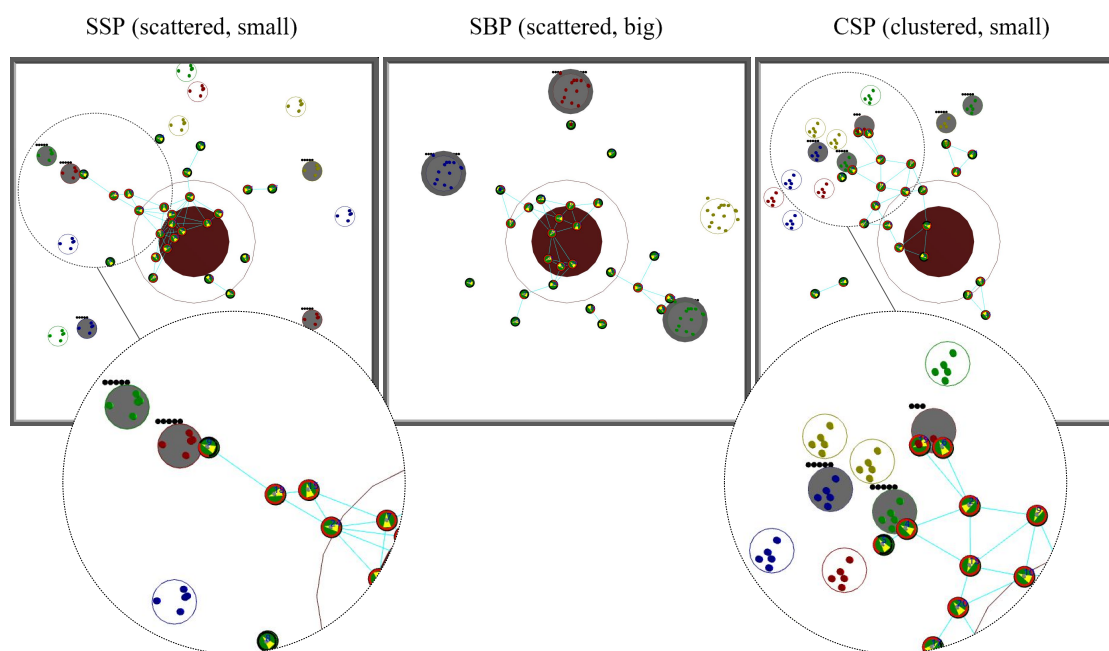 SSP (scattered, small)
SBP (scattered, big)
CSP (clustered, small)